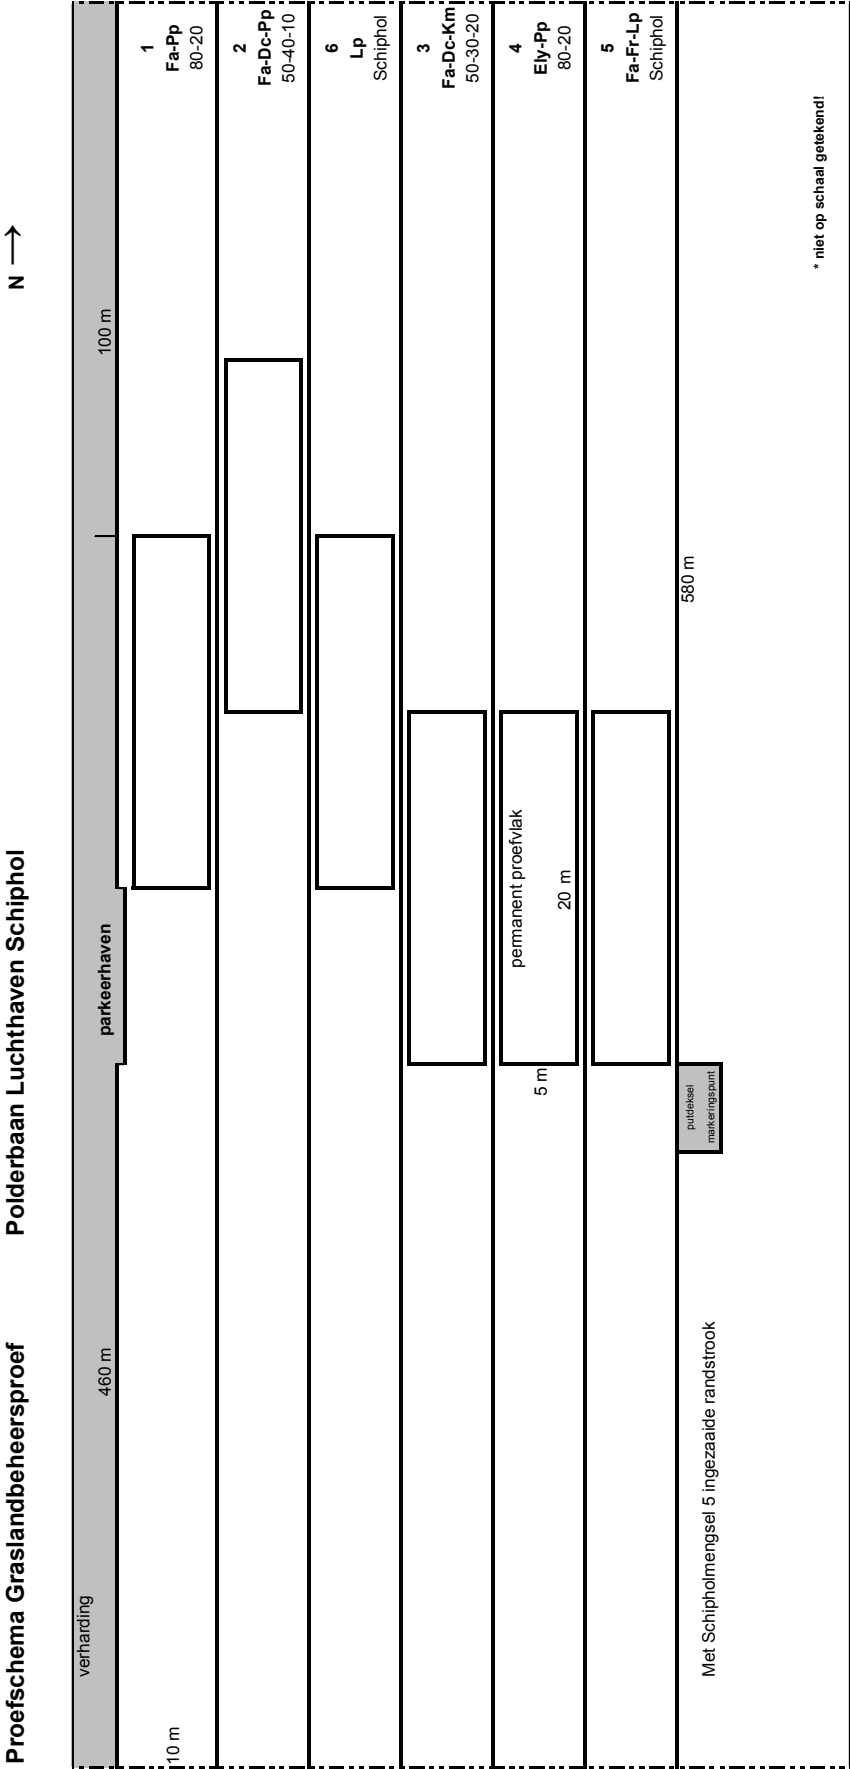 Proefschema Graslandbeheersproef
Polderbaan Luchthaven Schiphol
N
verharding
460 m
parkeerhaven
100 m
10 m
1
Fa-Pp
80-20
2
Fa-Dc-Pp
50-40-10
6
Lp
Schiphol
3
Fa-Dc-Km
50-30-20
5 m
permanent proefvlak
20 m
4
Ely-Pp
80-20
5
Fa-Fr-Lp
Schiphol
putdeksel
markeringspunt
580 m
Met Schipholmengsel 5 ingezaaide randstrook
* niet op schaal getekend!